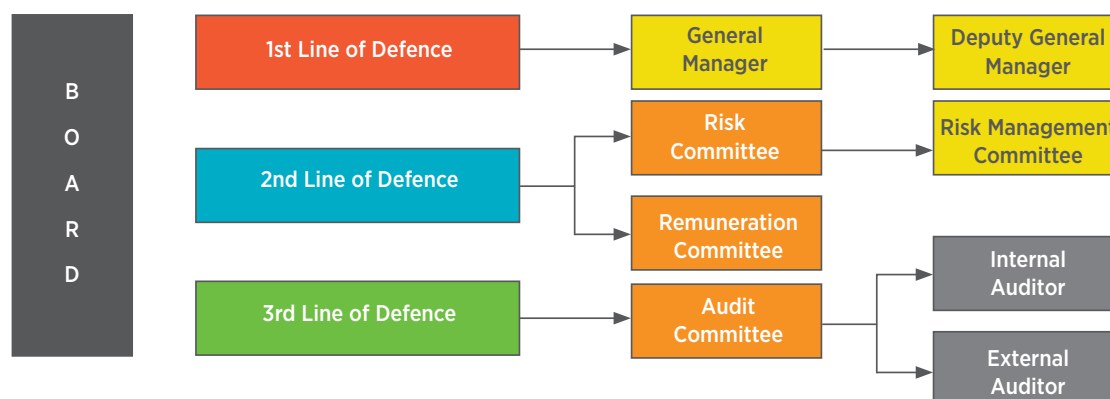 BOARD
1st Line of Defence
General
Manager
Deputy General
Manager
2nd Line of Defence
Risk
Committee
Risk Management
Committee
Remuneration
Committee
3rd Line of Defence
Audit
Committee
Internal
Auditor
External
Auditor